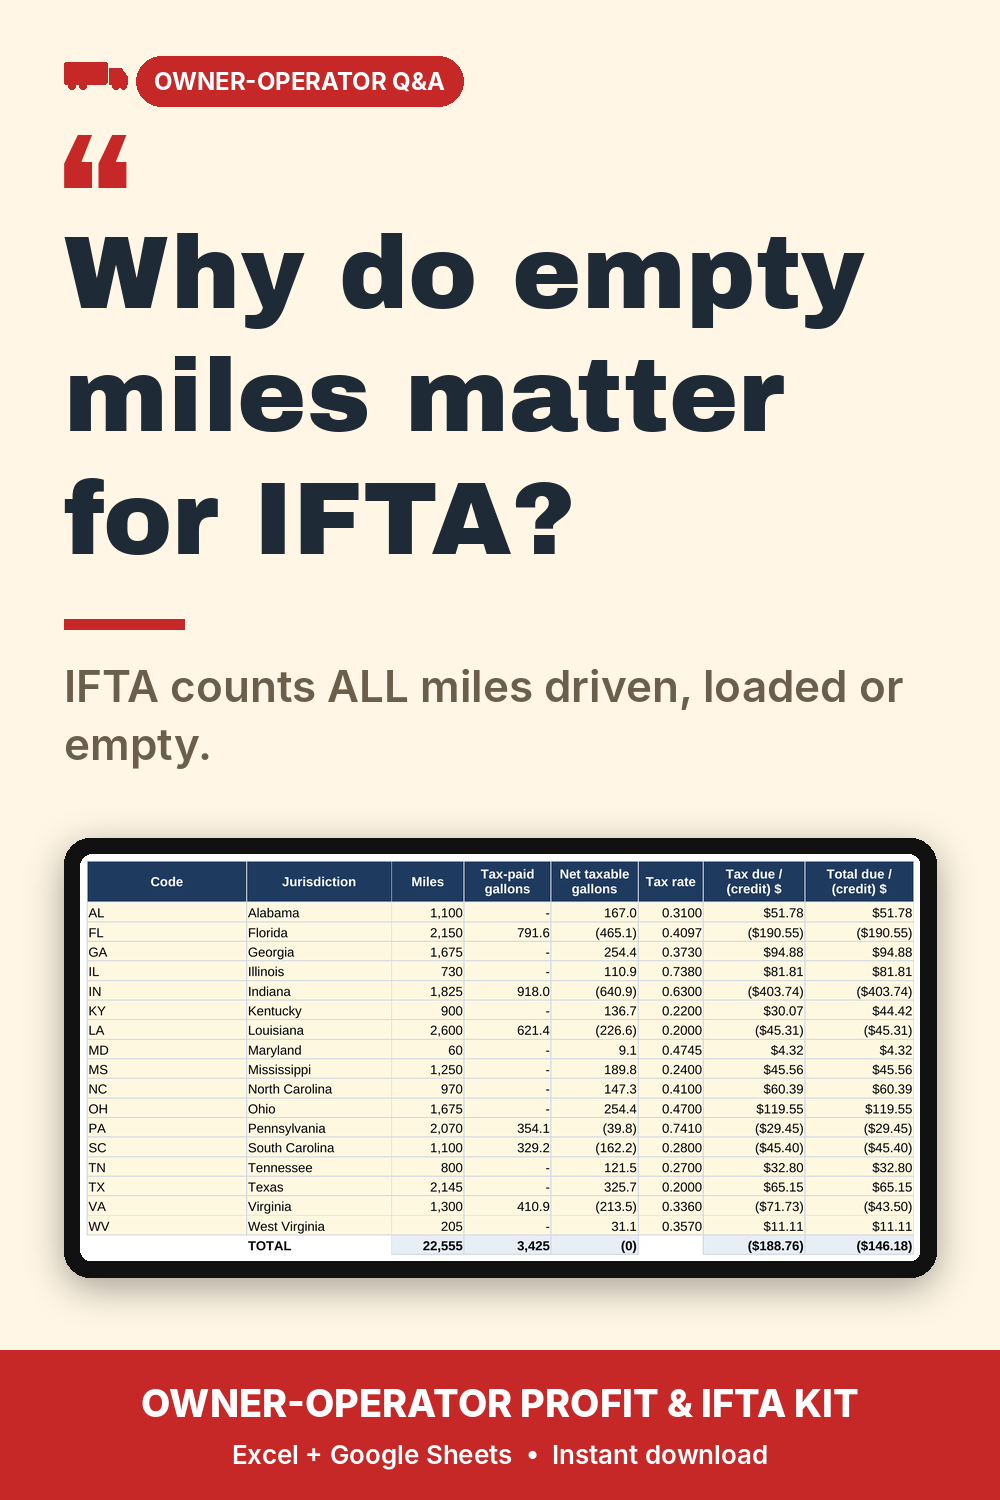 OWNER-OPERATOR Q&A
“
Why do empty
miles matter
for IFTA?
IFTA counts ALL miles driven, loaded or
empty.
Code Jurisdiction Miles Tax-paid gallons Net taxable gallons Tax rate Tax due / (credit) $ Total due / (credit) $
AL Alabama 1,100 - 167.0 0.3100 $51.78 $51.78
FL Florida 2,150 791.6 (465.1) 0.4097 ($190.55) ($190.55)
GA Georgia 1,675 - 254.4 0.3730 $94.88 $94.88
IL Illinois 730 - 110.9 0.7380 $81.81 $81.81
IN Indiana 1,825 918.0 (640.9) 0.6300 ($403.74) ($403.74)
KY Kentucky 900 - 136.7 0.2200 $30.07 $44.42
LA Louisiana 2,600 621.4 (226.6) 0.2000 ($45.31) ($45.31)
MD Maryland 60 - 9.1 0.4745 $4.32 $4.32
MS Mississippi 1,250 - 189.8 0.2400 $45.56 $45.56
NC North Carolina 970 - 147.3 0.4100 $60.39 $60.39
OH Ohio 1,675 - 254.4 0.4700 $119.55 $119.55
PA Pennsylvania 2,070 354.1 (39.8) 0.7410 ($29.45) ($29.45)
SC South Carolina 1,100 329.2 (162.2) 0.2800 ($45.40) ($45.40)
TN Tennessee 800 - 121.5 0.2700 $32.80 $32.80
TX Texas 2,145 - 325.7 0.2000 $65.15 $65.15
VA Virginia 1,300 410.9 (213.5) 0.3360 ($71.73) ($43.50)
WV West Virginia 205 - 31.1 0.3570 $11.11 $11.11
TOTAL 22,555 3,425 (0) ($188.76) ($146.18)
OWNER-OPERATOR PROFIT & IFTA KIT
Excel + Google Sheets • Instant download